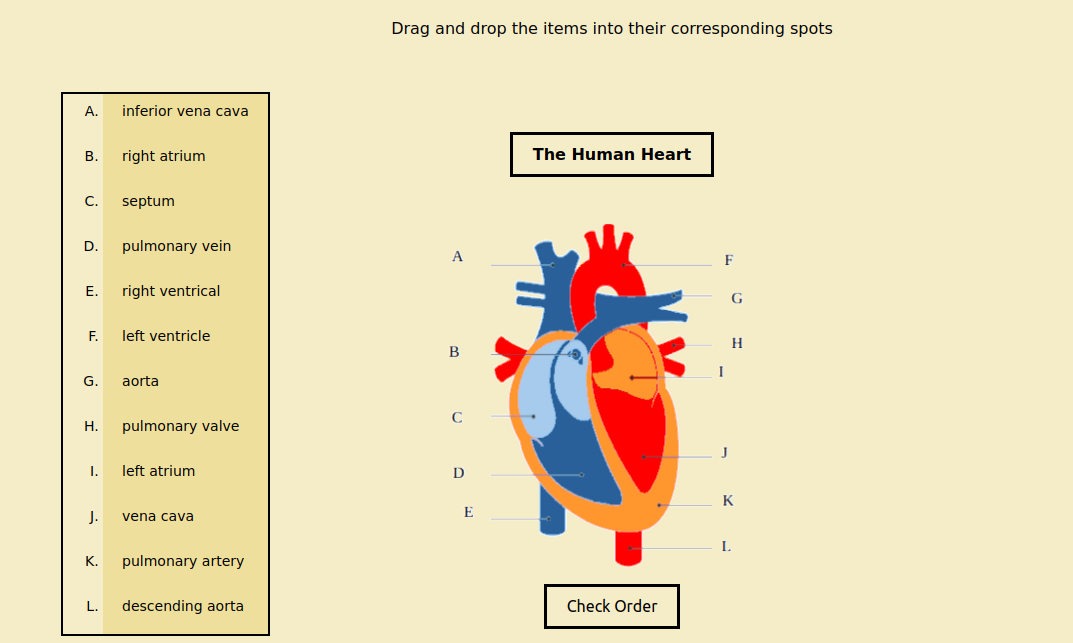 Drag and drop the items into their corresponding spots
A. inferior vena cava
B. right atrium
C. septum
D. pulmonary vein
E. right ventrical
F. left ventricle
G. aorta
H. pulmonary valve
I. left atrium
J. vena cava
K. pulmonary artery
L. descending aorta
The Human Heart
A
B
C
D
E
F
G
H
I
J
K
L
Check Order